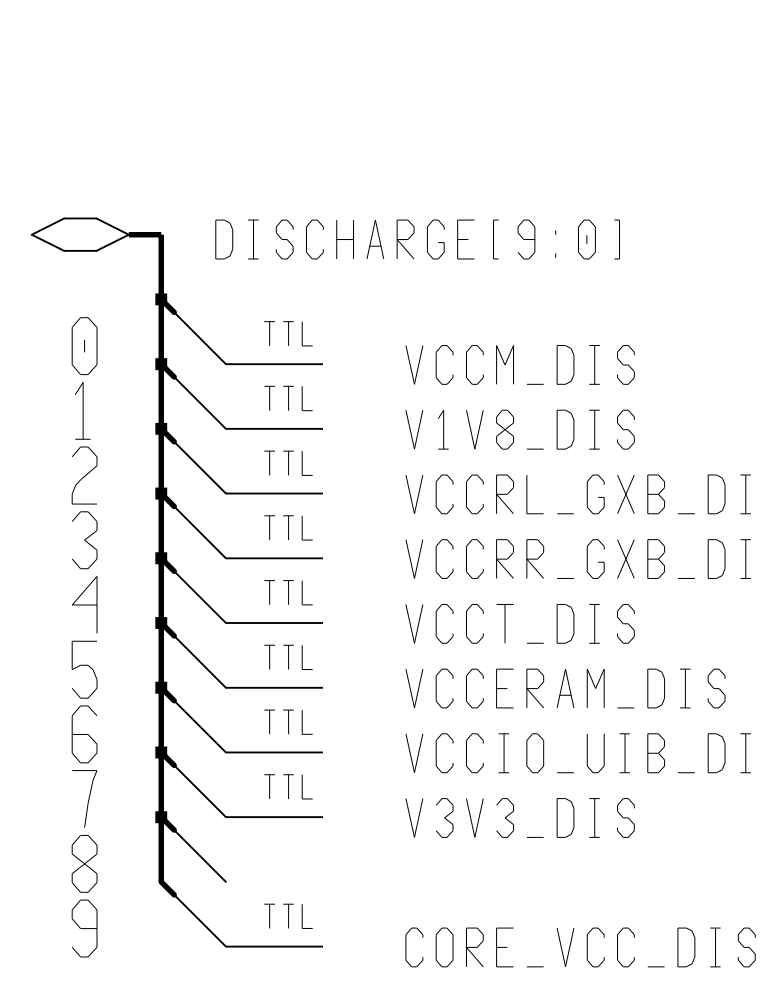 DISCHARGE[9:0]
0 TTL VCCM_DIS
1 TTL V1V8_DIS
2 TTL VCCRL_GXB_DI
3 TTL VCCRR_GXB_DI
4 TTL VCCT_DIS
5 TTL VCCERAM_DIS
6 TTL VCCIO_UIB_DI
7 TTL V3V3_DIS
8
9 TTL CORE_VCC_DIS